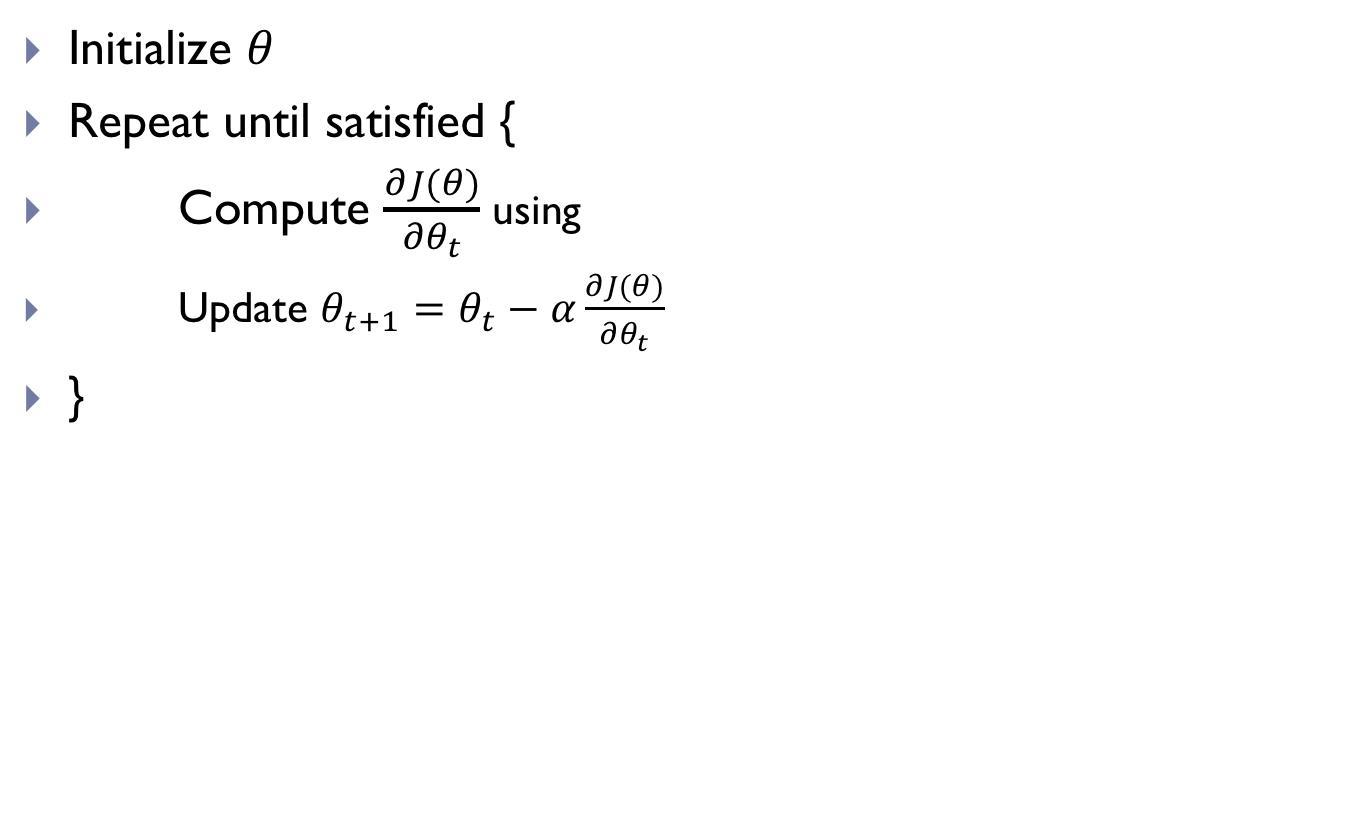 Initialize 𝜃
Repeat until satisfied {
Compute ∂J(θ)/∂θ_t using
Update θ_{t+1} = θ_t − α ∂J(θ)/∂θ_t
}